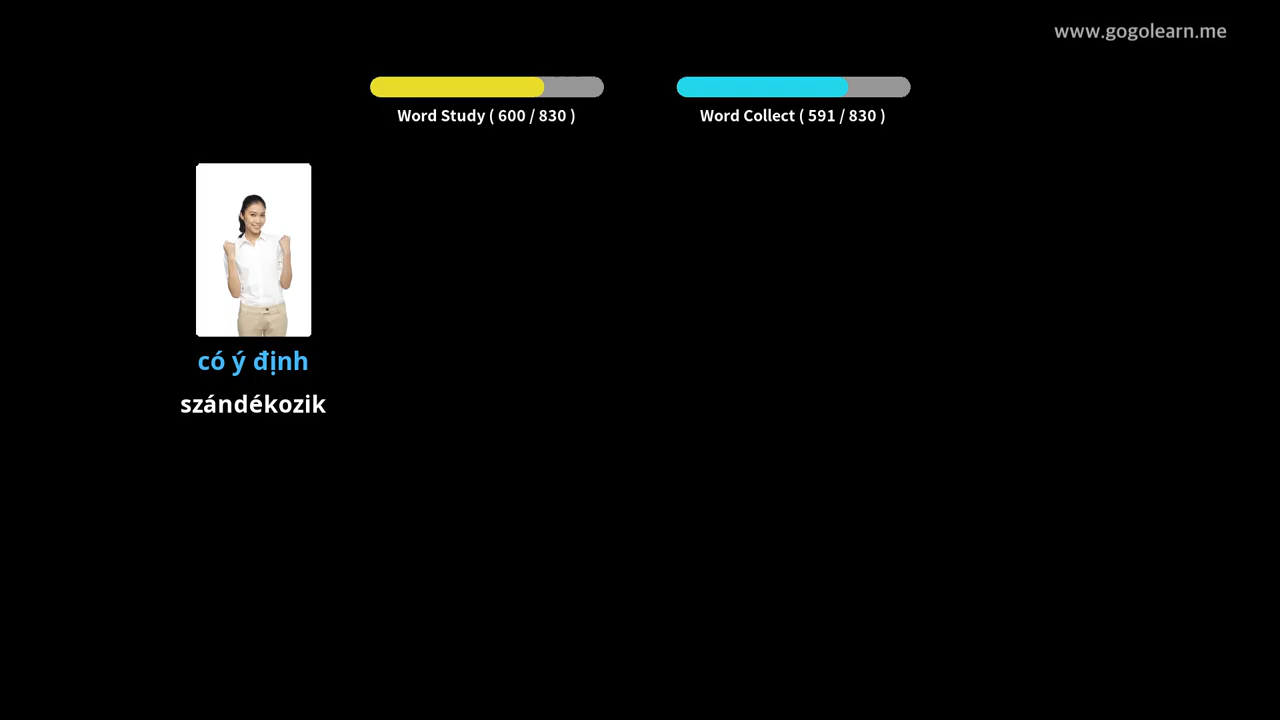 www.gogolearn.me
Word Study ( 600 / 830 )
Word Collect ( 591 / 830 )
có ý định
szándékozik